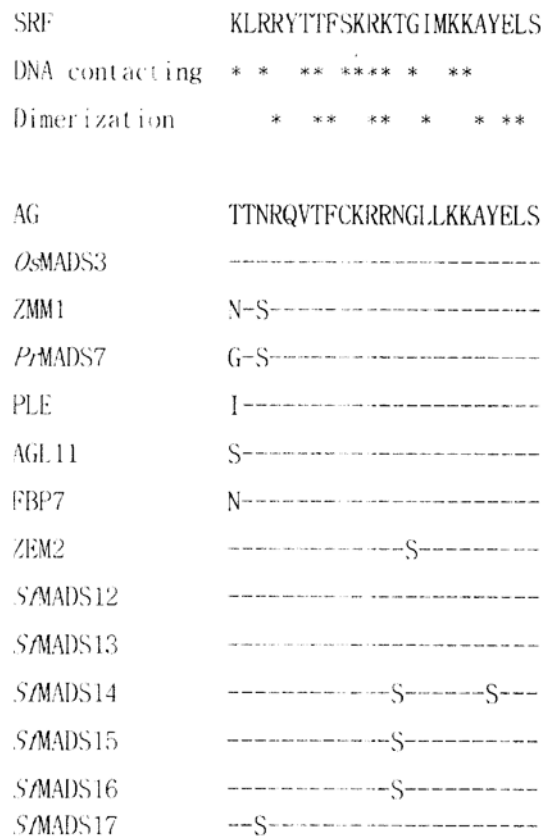 SRF KLRRYTTFSKRKTGIMKKAYELS
DNA contacting * * ** **** * **
Dimerization * ** ** * * **
AG TTNRQVTFCKRRNGLLKKAYELS
OsMADS3 -----------------------
ZMM1 N-S--------------------
PrMADS7 G-S--------------------
PLE I----------------------
AGL11 S----------------------
FBP7 N----------------------
ZEM2 -------------S---------
SfMADS12 -----------------------
SfMADS13 -----------------------
SfMADS14 ------------S------S---
SfMADS15 ------------S----------
SfMADS16 ------------S----------
SfMADS17 --S--------------------